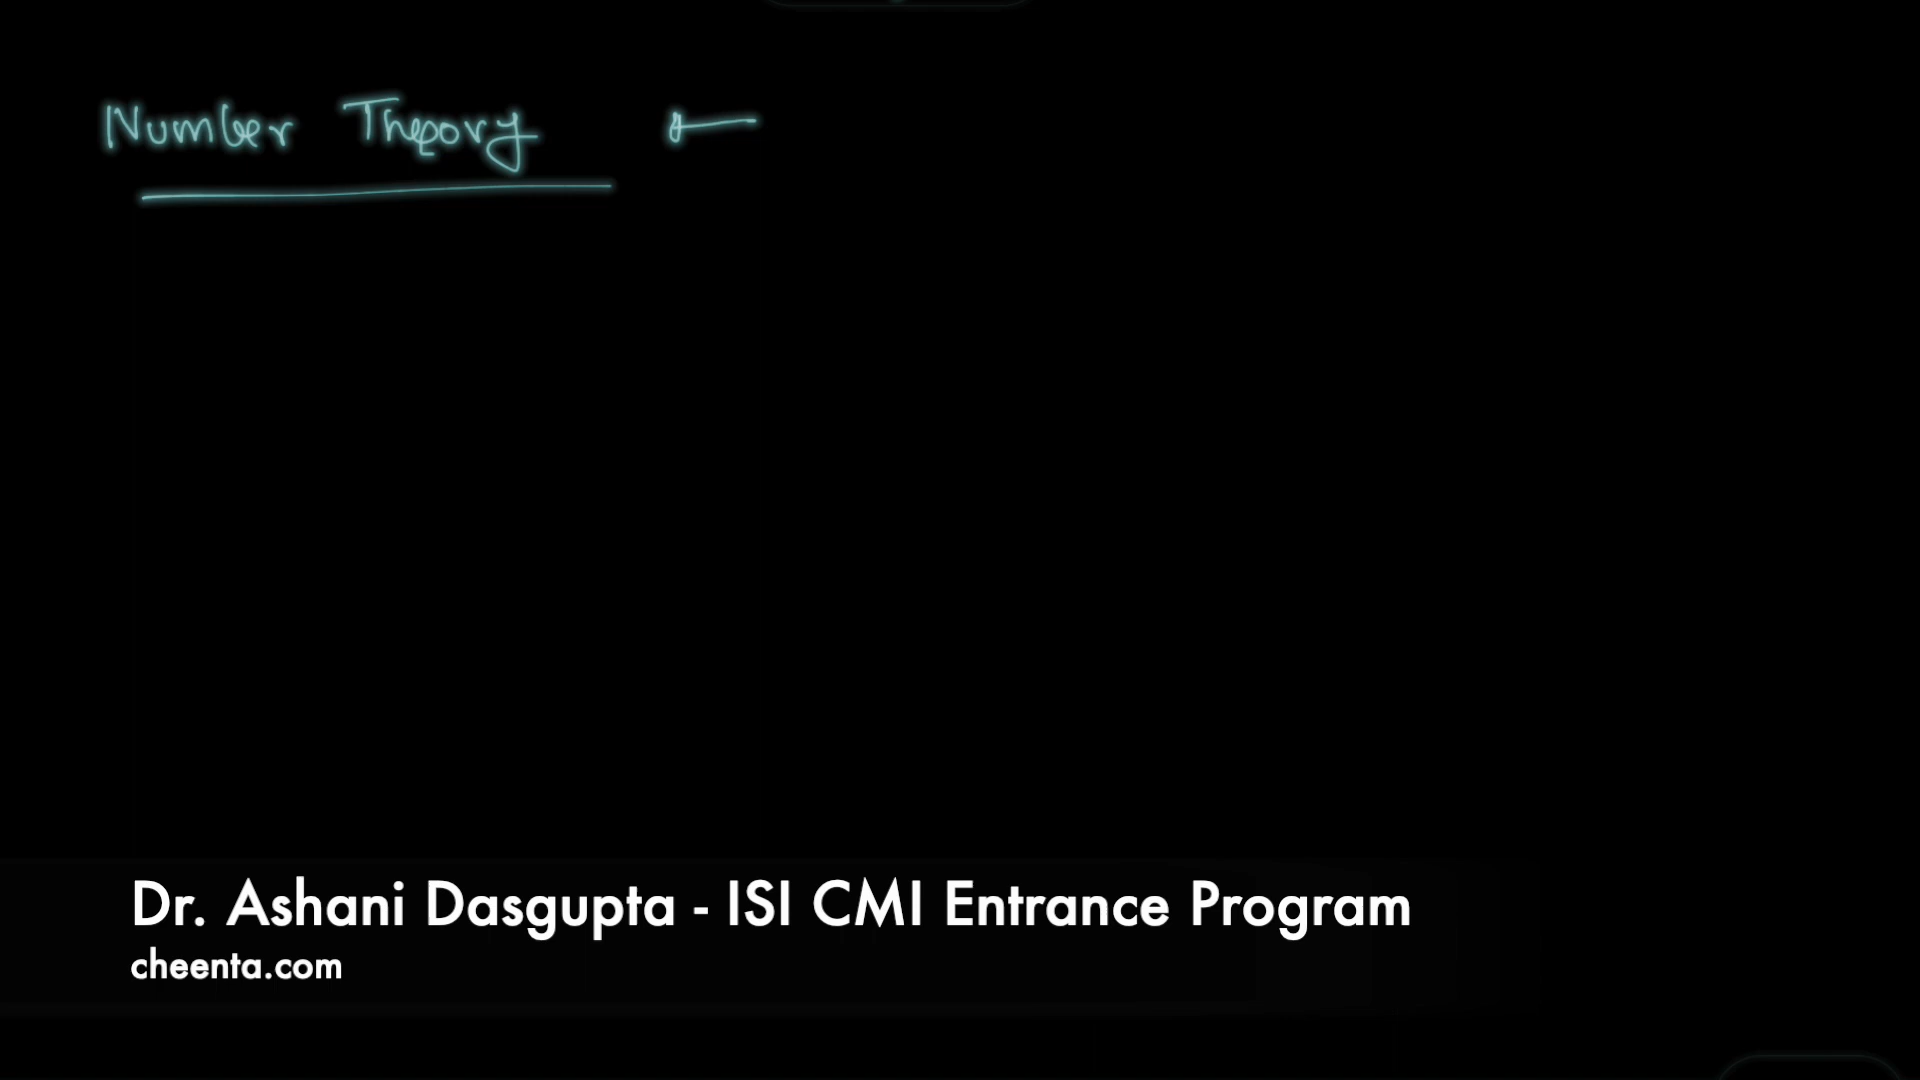 Number Theory
Dr. Ashani Dasgupta - ISI CMI Entrance Program
cheenta.com